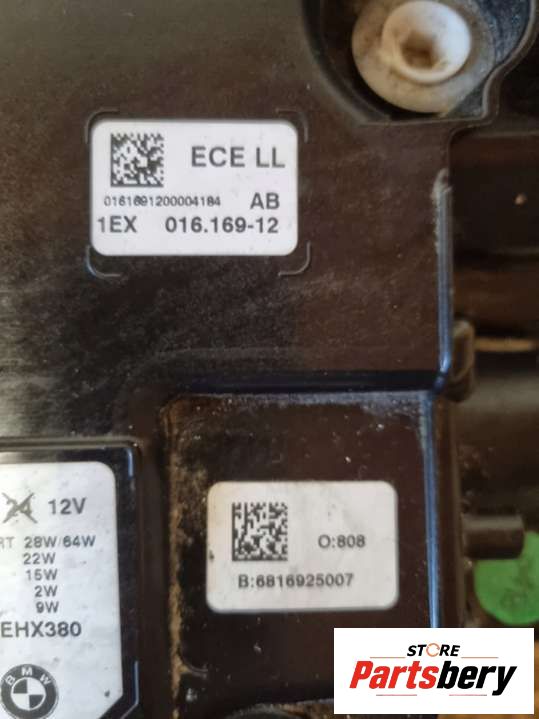 ECE LL
0161691200004184 AB
1EX 016.169-12
24 12V
RT 28W/64W
22W
15W
2W
9W
EHX380
BMW
O:808
B:6816925007
STORE
Partsbery